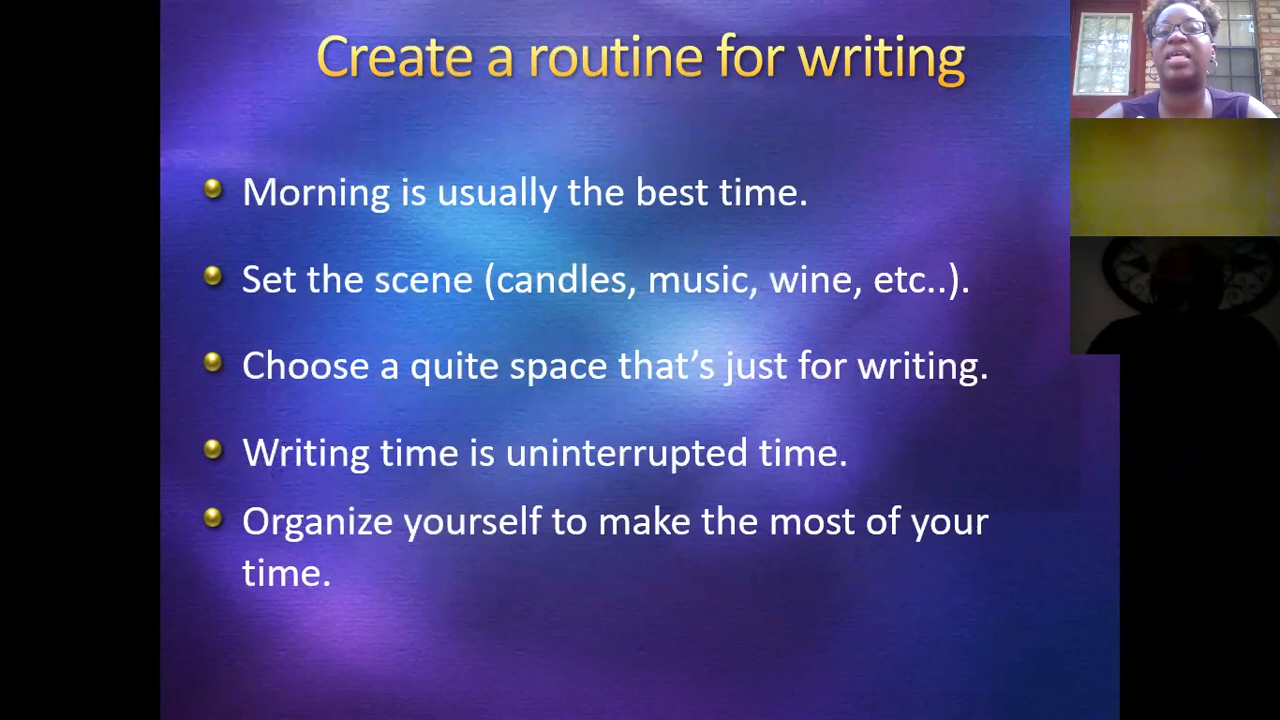 Create a routine for writing
Morning is usually the best time.
Set the scene (candles, music, wine, etc..).
Choose a quite space that's just for writing.
Writing time is uninterrupted time.
Organize yourself to make the most of your
time.